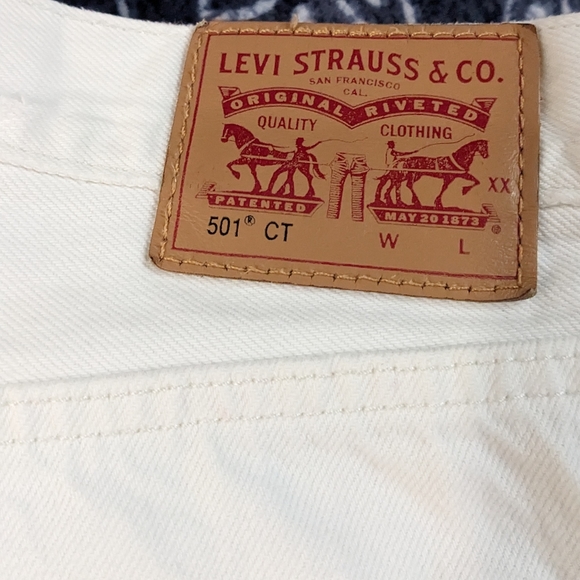 LEVI STRAUSS & CO.
SAN FRANCISCO
CAL.
ORIGINAL RIVETED
QUALITY CLOTHING
XX
PATENTED MAY 20 1873 ®
501® CT W L